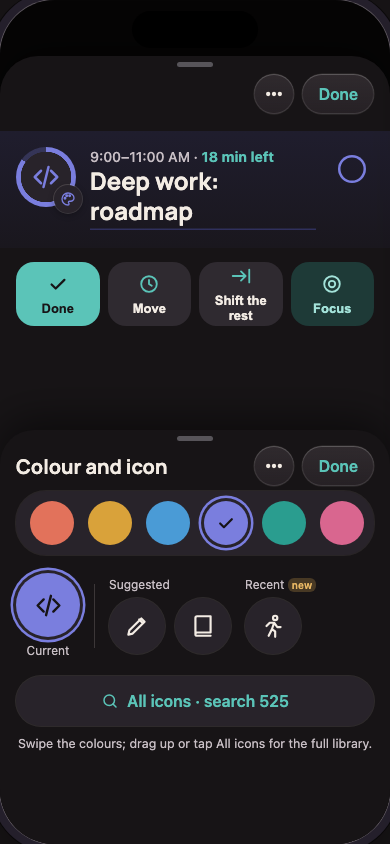 Done
9:00–11:00 AM · 18 min left
Deep work:
roadmap
Done
Move
Shift the
rest
Focus
Colour and icon
Done
Suggested
Recent new
Current
All icons · search 525
Swipe the colours; drag up or tap All icons for the full library.